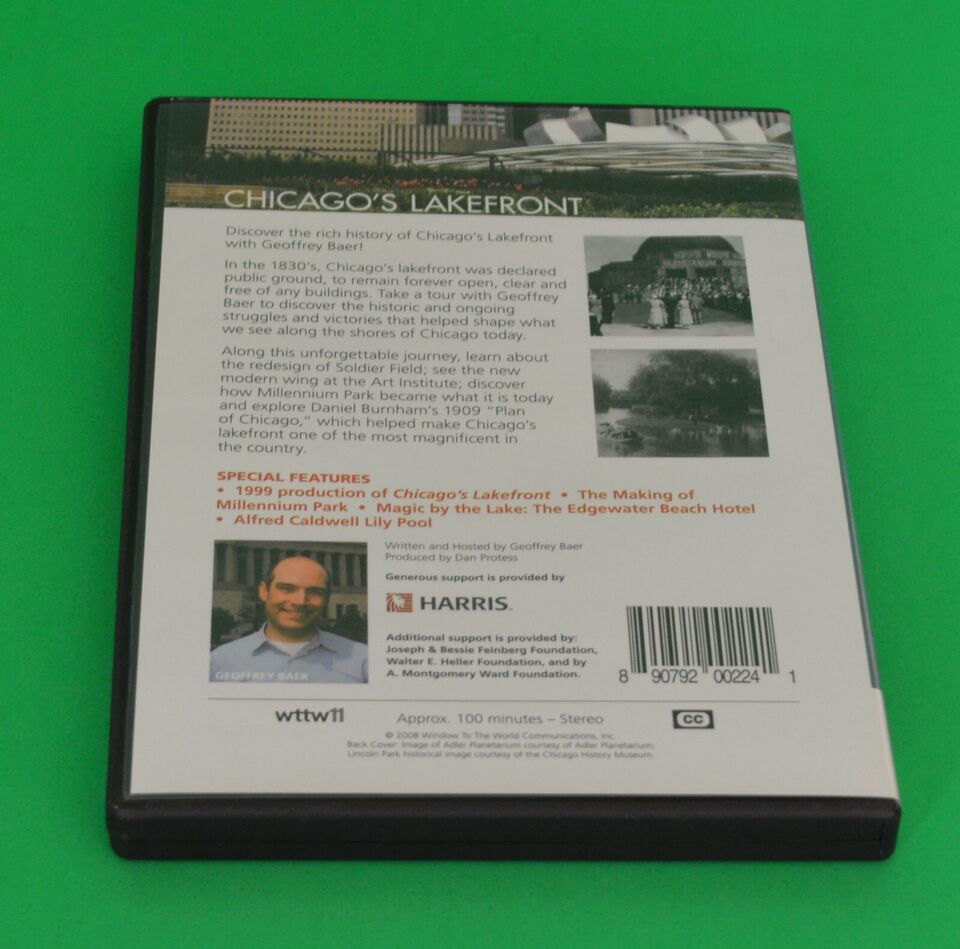 CHICAGO'S LAKEFRONT
Discover the rich history of Chicago's Lakefront
with Geoffrey Baer!
In the 1830's, Chicago's lakefront was declared
public ground, to remain forever open, clear and
free of any buildings. Take a tour with Geoffrey
Baer to discover the historic and ongoing
struggles and victories that helped shape what
we see along the shores of Chicago today.
Along this unforgettable journey, learn about
the redesign of Soldier Field; see the new
modern wing at the Art Institute; discover
how Millennium Park became what it is today
and explore Daniel Burnham's 1909 "Plan
of Chicago," which helped make Chicago's
lakefront one of the most magnificent in
the country.
SPECIAL FEATURES
• 1999 production of Chicago's Lakefront • The Making of
Millennium Park • Magic by the Lake: The Edgewater Beach Hotel
• Alfred Caldwell Lily Pool
Written and Hosted by Geoffrey Baer
Produced by Dan Protess
Generous support is provided by
HARRIS
Additional support is provided by:
Joseph & Bessie Feinberg Foundation,
Walter E. Heller Foundation, and by
A. Montgomery Ward Foundation.
GEOFFREY BAER
8 90792 00224 1
wttw11
Approx. 100 minutes – Stereo
CC
© 2008 Window To The World Communications, Inc.
Back Cover: Image of Adler Planetarium courtesy of Adler Planetarium;
Lincoln Park historical image courtesy of the Chicago History Museum.